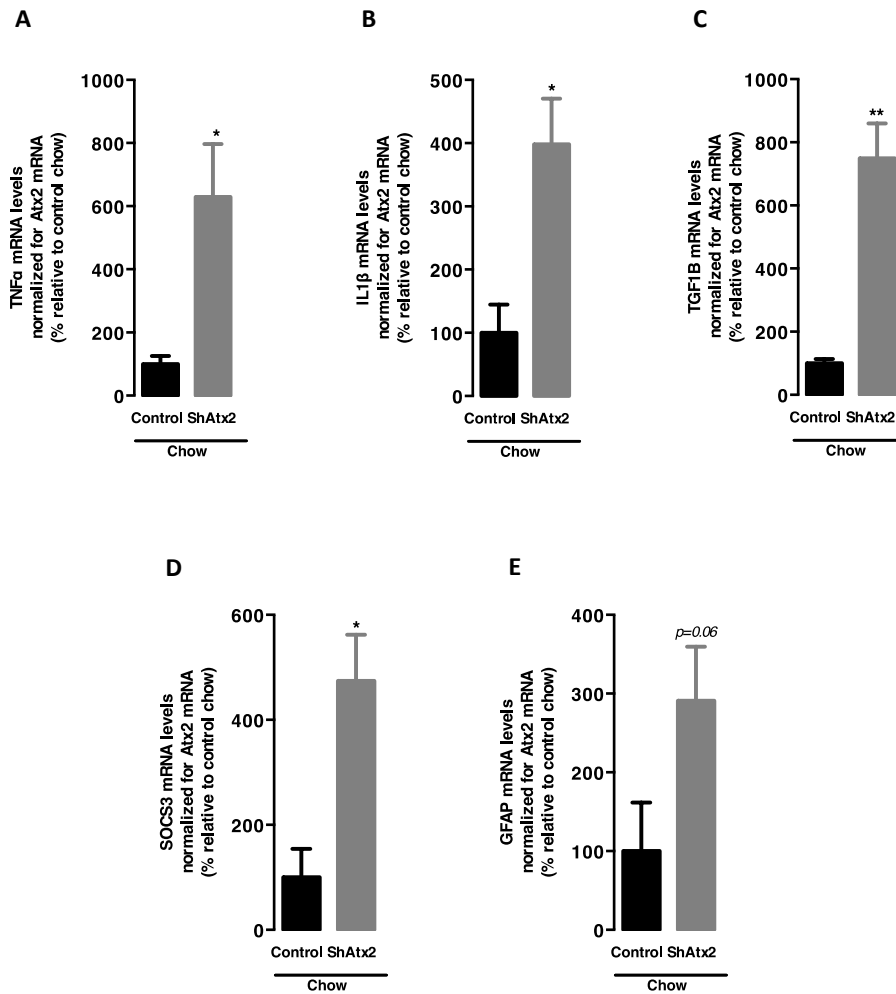 A
TNFα mRNA levels
normalized for Atx2 mRNA
(% relative to control chow)
1000
800
600
400
200
0
*
Control ShAtx2
Chow
B
IL1β mRNA levels
normalized for Atx2 mRNA
(% relative to control chow)
500
400
300
200
100
0
*
Control ShAtx2
Chow
C
TGF1B mRNA levels
normalized for Atx2 mRNA
(% relative to control chow)
1000
800
600
400
200
0
**
Control ShAtx2
Chow
D
SOCS3 mRNA levels
normalized for Atx2 mRNA
(% relative to control chow)
600
400
200
0
*
Control ShAtx2
Chow
E
GFAP mRNA levels
normalized for Atx2 mRNA
(% relative to control chow)
400
300
200
100
0
p=0.06
Control ShAtx2
Chow